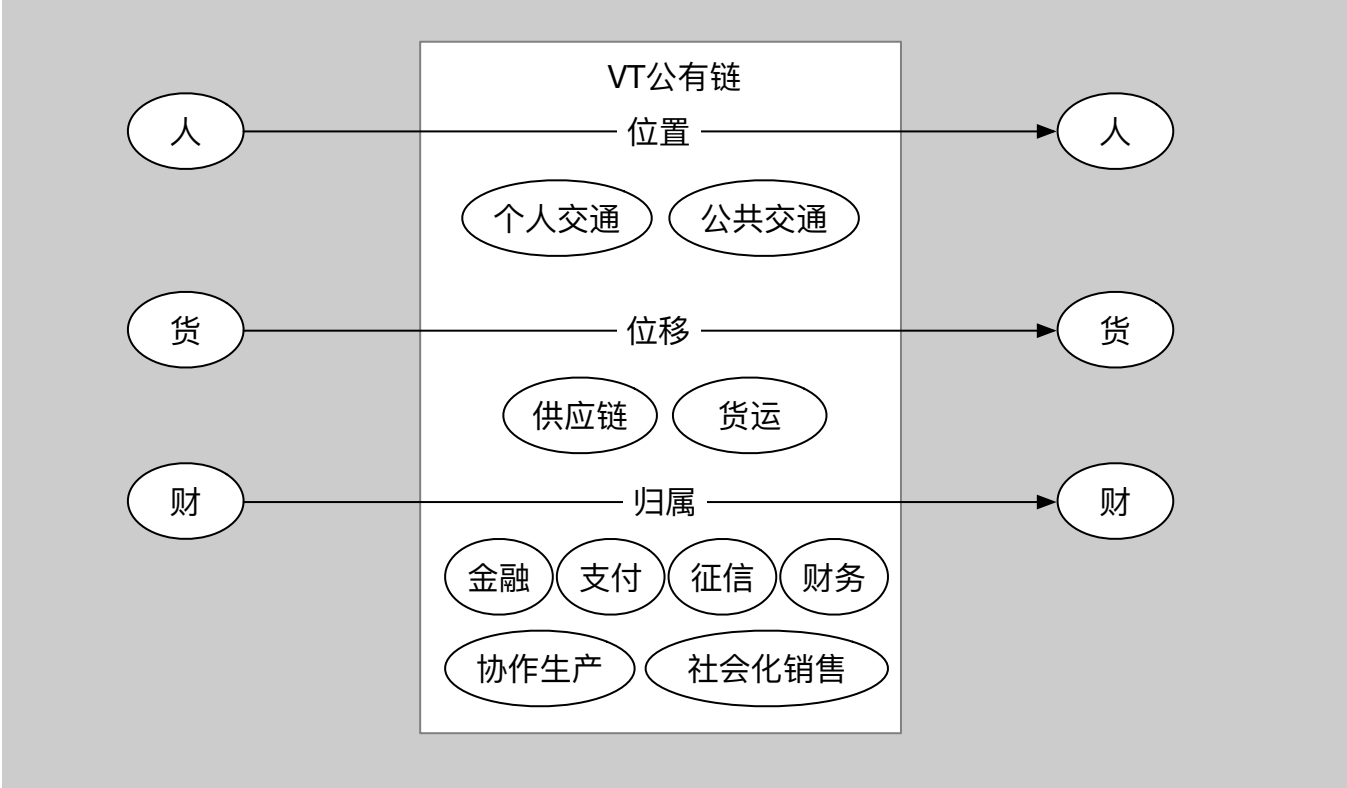 VT公有链
人 位置 人
个人交通 公共交通
货 位移 货
供应链 货运
财 归属 财
金融 支付 征信 财务
协作生产 社会化销售